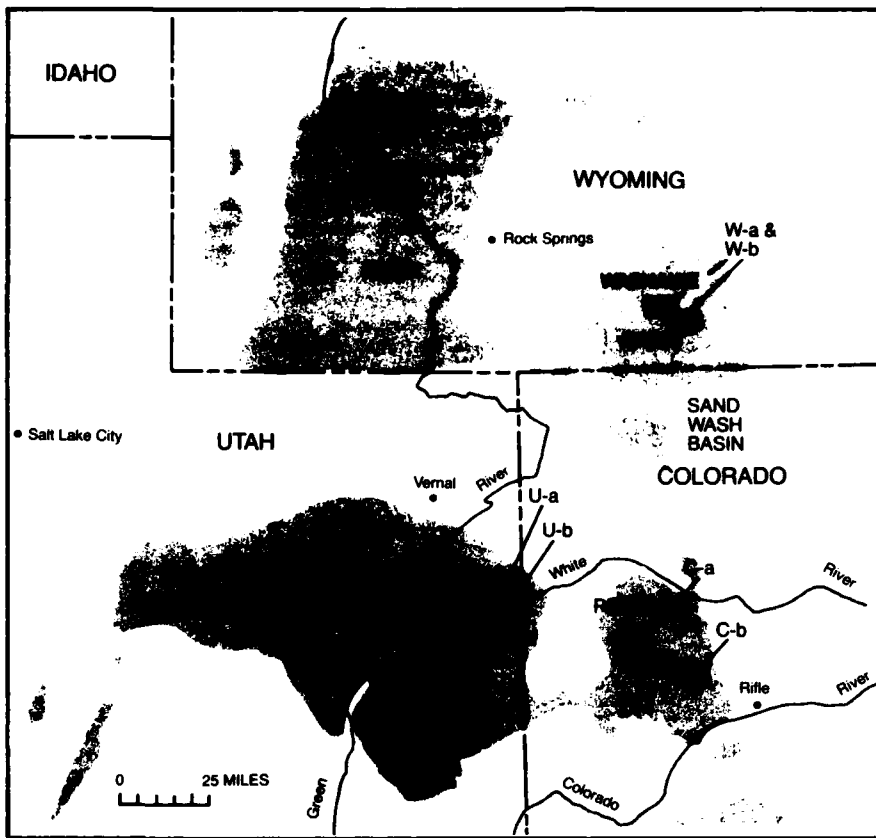 IDAHO
WYOMING
Rock Springs
W-a &
W-b
Salt Lake City
UTAH
SAND
WASH
BASIN
COLORADO
Vernal
River
U-a
U-b
White
River
C-b
Rifle
River
0 25 MILES
Green
Colorado